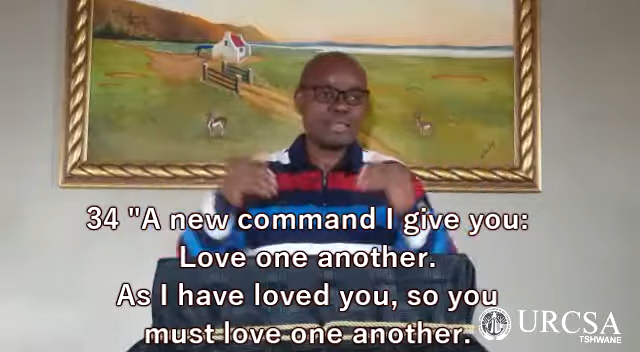 34 "A new command I give you:
Love one another.
As I have loved you, so you
must love one another.
URCSA
TSHWANE